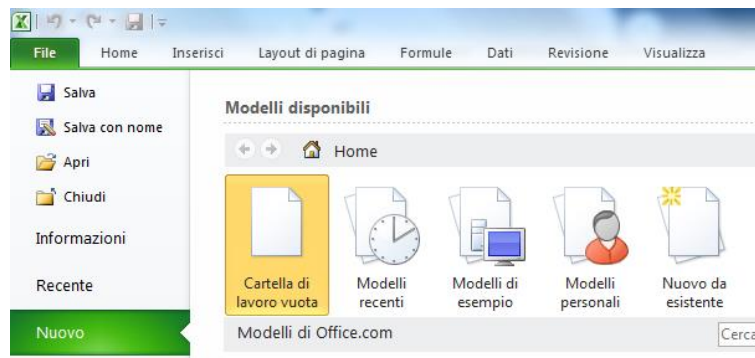 File Home Inserisci Layout di pagina Formule Dati Revisione Visualizza
Salva
Salva con nome
Apri
Chiudi
Informazioni
Recente
Nuovo
Modelli disponibili
Home
Cartella di lavoro vuota
Modelli recenti
Modelli di esempio
Modelli personali
Nuovo da esistente
Modelli di Office.com
Cerca